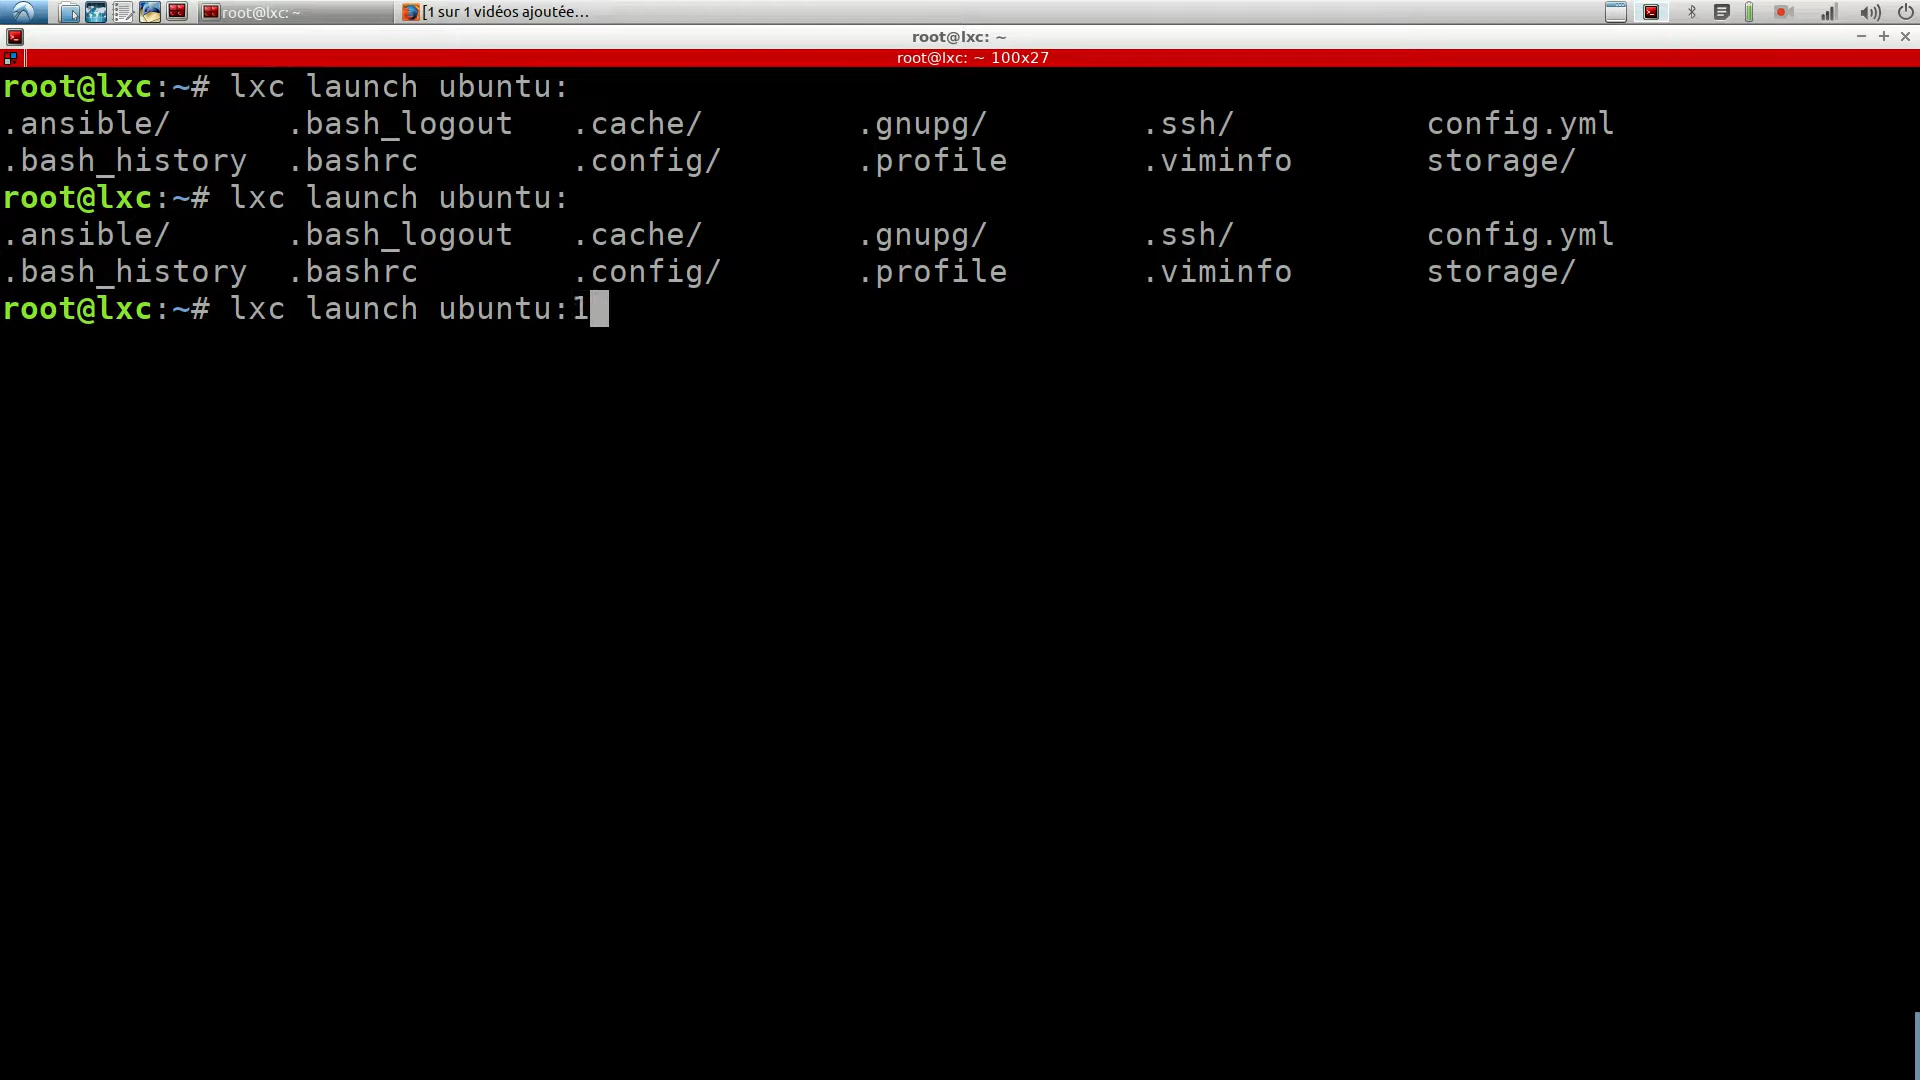 root@lxc: ~
[1 sur 1 vidéos ajoutée...
root@lxc: ~
root@lxc: ~ 100x27
root@lxc:~# lxc launch ubuntu:
.ansible/ .bash_logout .cache/ .gnupg/ .ssh/ config.yml
.bash_history .bashrc .config/ .profile .viminfo storage/
root@lxc:~# lxc launch ubuntu:
.ansible/ .bash_logout .cache/ .gnupg/ .ssh/ config.yml
.bash_history .bashrc .config/ .profile .viminfo storage/
root@lxc:~# lxc launch ubuntu:1